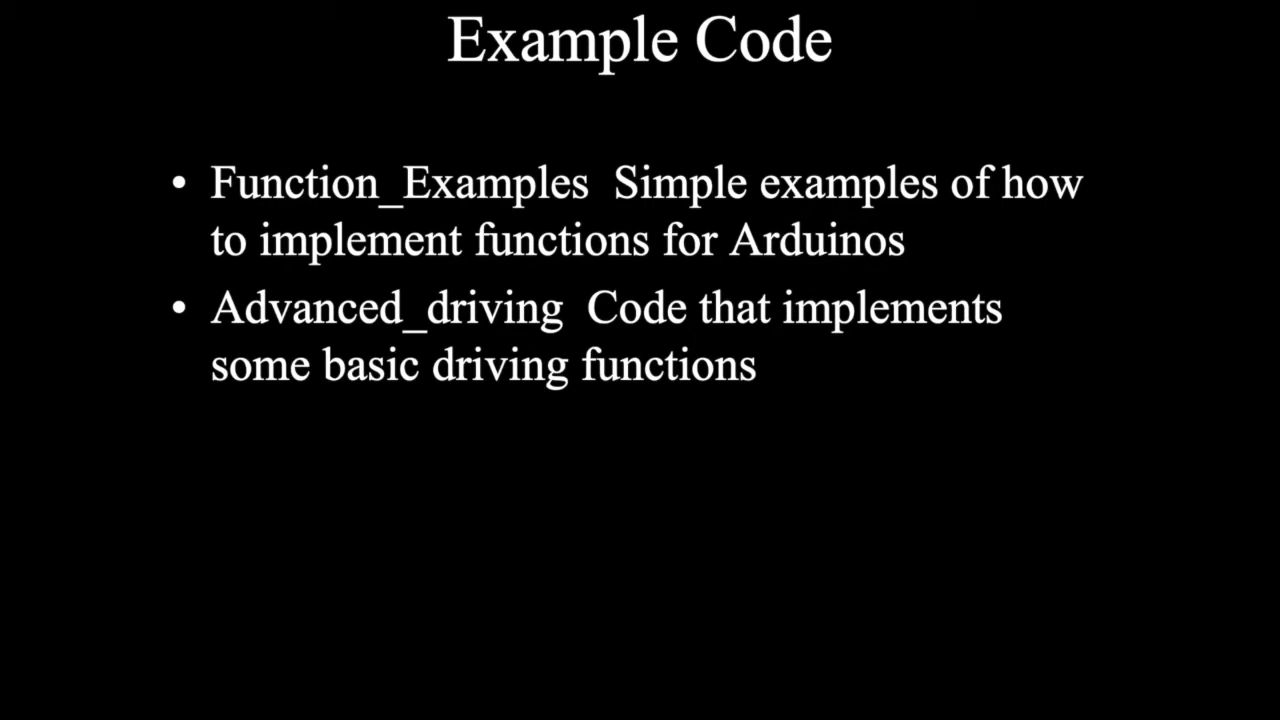 Example Code
• Function_Examples  Simple examples of how
to implement functions for Arduinos
• Advanced_driving  Code that implements
some basic driving functions